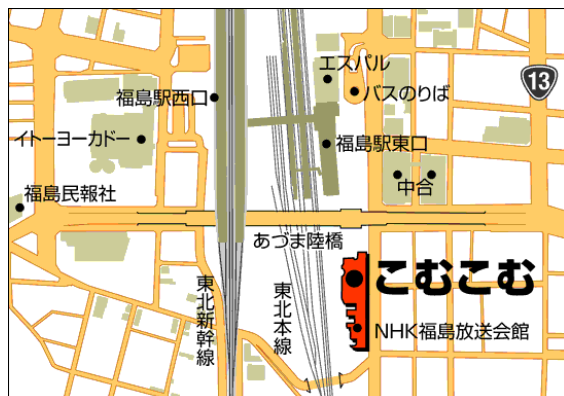 エスパル
13
福島駅西口
バスのりば
イトーヨーカドー
福島駅東口
中合
福島民報社
あづま陸橋
こむこむ
東北新幹線
東北本線
NHK福島放送会館